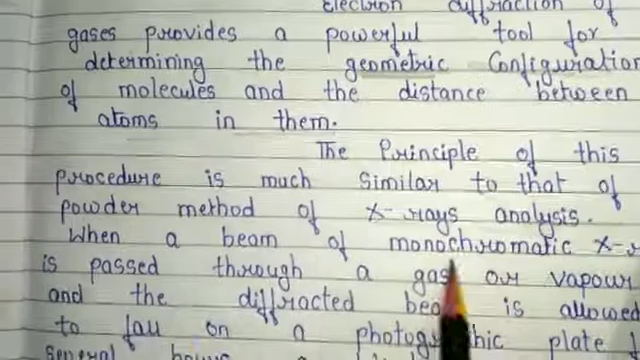 Electron diffraction of
gases provides a powerful tool for
determining the geometric Configuration
of molecules and the distance between
atoms in them.
The Principle of this
procedure is much similar to that of
powder method of x-rays analysis.
When a beam of monochromatic x-r
is passed through a gas or vapour
and the diffracted bea is allowed
to fall on a photographic plate